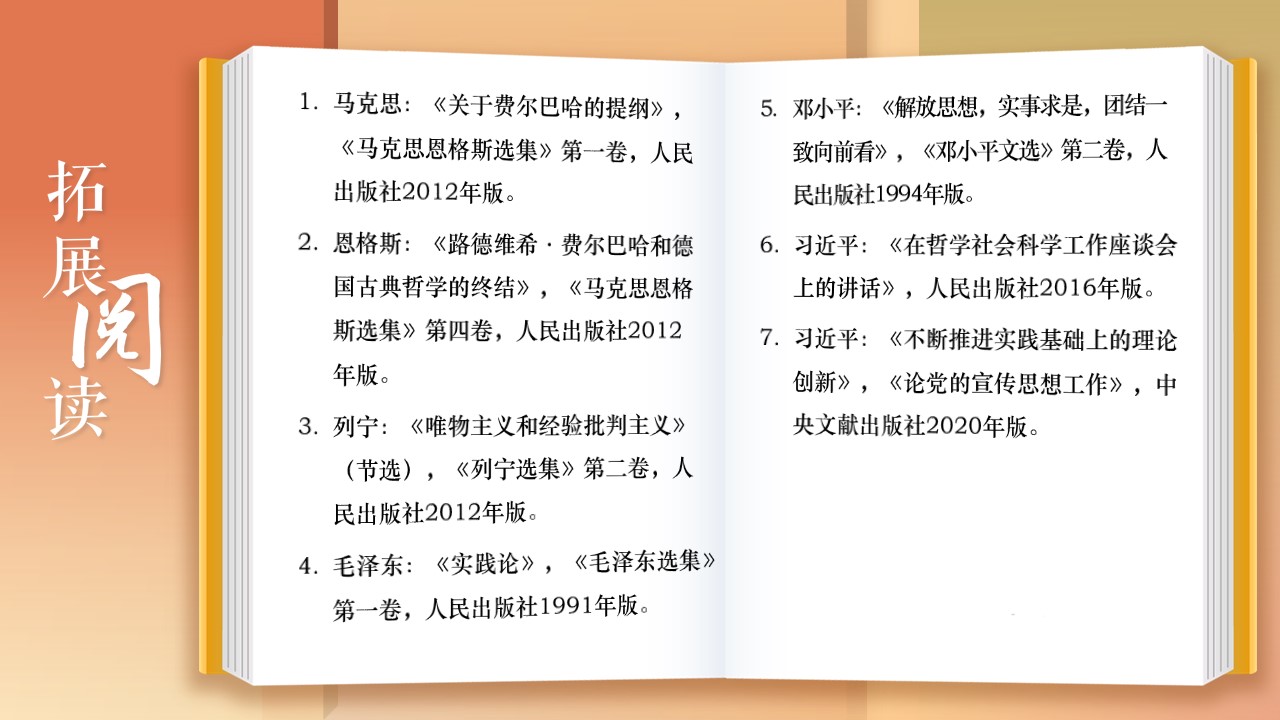 拓展阅读
1. 马克思：《关于费尔巴哈的提纲》，
《马克思恩格斯选集》第一卷，人民
出版社2012年版。
2. 恩格斯：《路德维希·费尔巴哈和德
国古典哲学的终结》，《马克思恩格
斯选集》第四卷，人民出版社2012
年版。
3. 列宁：《唯物主义和经验批判主义》
（节选），《列宁选集》第二卷，人
民出版社2012年版。
4. 毛泽东：《实践论》，《毛泽东选集》
第一卷，人民出版社1991年版。
5. 邓小平：《解放思想，实事求是，团结一
致向前看》，《邓小平文选》第二卷，人
民出版社1994年版。
6. 习近平：《在哲学社会科学工作座谈会
上的讲话》，人民出版社2016年版。
7. 习近平：《不断推进实践基础上的理论
创新》，《论党的宣传思想工作》，中
央文献出版社2020年版。